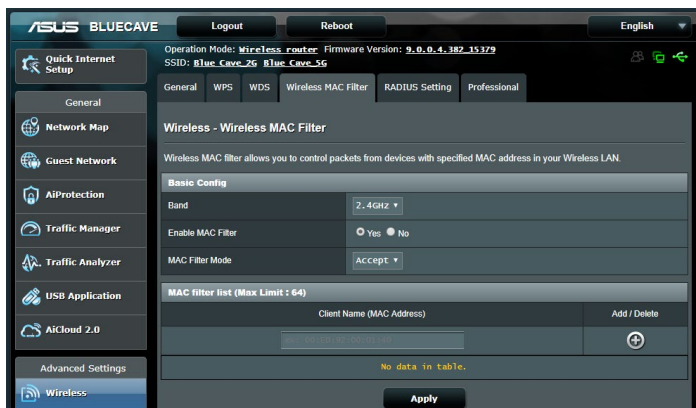 ASUS BLUECAVE
Logout
Reboot
English
Quick Internet Setup
Operation Mode: Wireless router Firmware Version: 9.0.0.4.382_15379
SSID: Blue Cave_2G Blue Cave_5G
General
WPS
WDS
Wireless MAC Filter
RADIUS Setting
Professional
General
Network Map
Guest Network
AiProtection
Traffic Manager
Traffic Analyzer
USB Application
AiCloud 2.0
Advanced Settings
Wireless
Wireless - Wireless MAC Filter
Wireless MAC filter allows you to control packets from devices with specified MAC address in your Wireless LAN.
Basic Config
Band
2.4GHz
Enable MAC Filter
Yes
No
MAC Filter Mode
Accept
MAC filter list (Max Limit : 64)
Client Name (MAC Address)
Add / Delete
No data in table.
Apply